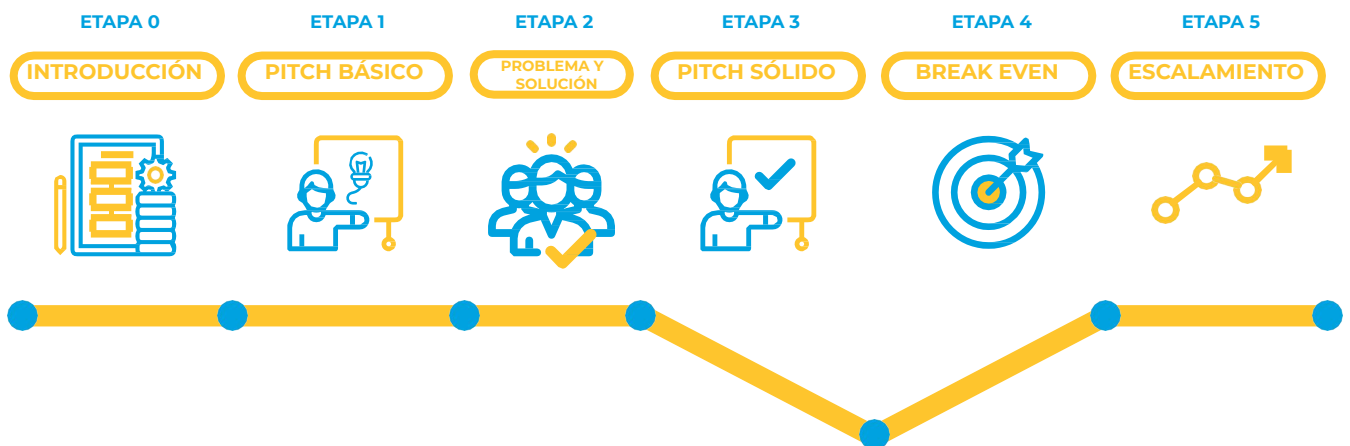 ETAPA 0
INTRODUCCIÓN
ETAPA 1
PITCH BÁSICO
ETAPA 2
PROBLEMA Y
SOLUCIÓN
ETAPA 3
PITCH SÓLIDO
ETAPA 4
BREAK EVEN
ETAPA 5
ESCALAMIENTO